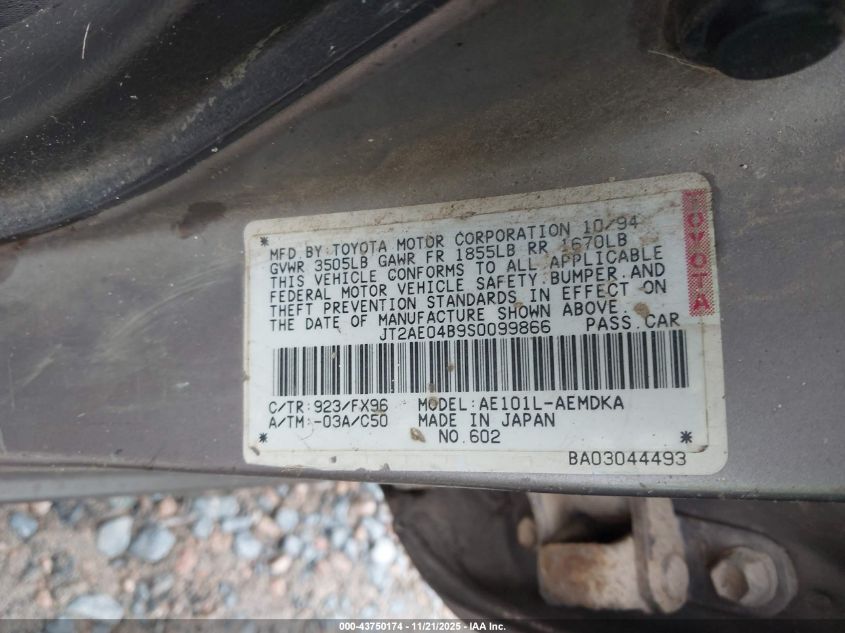 * MFD.BY:TOYOTA MOTOR CORPORATION 10/94
GVWR 3505LB GAWR FR 1855LB RR 1670LB
THIS VEHICLE CONFORMS TO ALL APPLICABLE
FEDERAL MOTOR VEHICLE SAFETY,BUMPER,AND
THEFT PREVENTION STANDARDS IN EFFECT ON
THE DATE OF MANUFACTURE SHOWN ABOVE.
JT2AE04B9S0099866 PASS.CAR
TOYOTA
C/TR:923/FX96 MODEL:AE101L-AEMDKA
A/TM:-03A/C50 MADE IN JAPAN
* NO.602 *
BA03044493
000-43750174 - 11/21/2025 - IAA Inc.